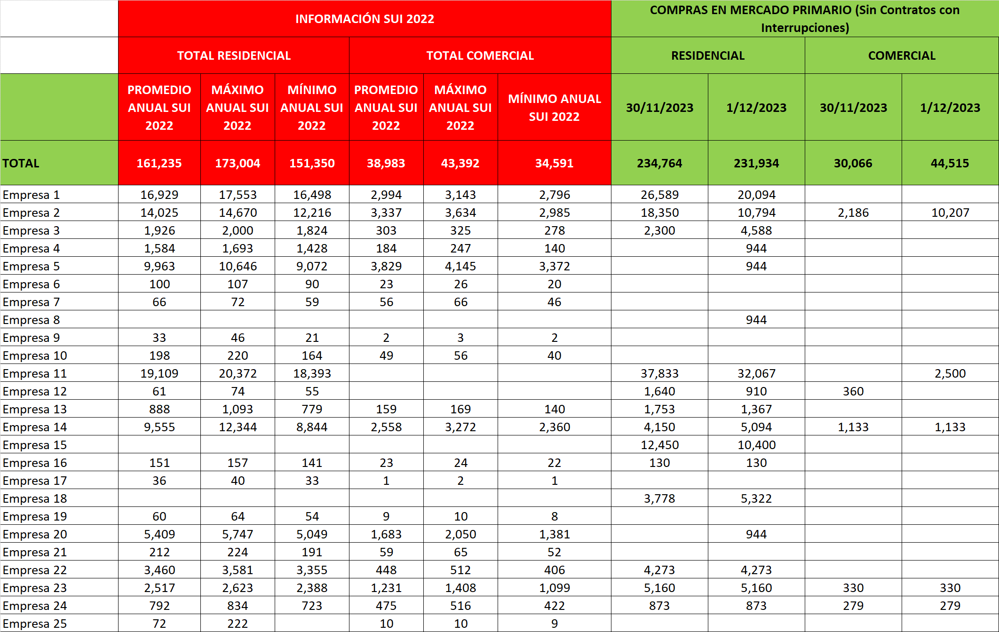 INFORMACIÓN SUI 2022
COMPRAS EN MERCADO PRIMARIO (Sin Contratos con
Interrupciones)
TOTAL RESIDENCIAL
TOTAL COMERCIAL
RESIDENCIAL
COMERCIAL
PROMEDIO
ANUAL SUI
2022
MÁXIMO
ANUAL SUI
2022
MÍNIMO
ANUAL SUI
2022
PROMEDIO
ANUAL SUI
2022
MÁXIMO
ANUAL SUI
2022
MÍNIMO ANUAL
SUI 2022
30/11/2023
1/12/2023
30/11/2023
1/12/2023
TOTAL 161,235 173,004 151,350 38,983 43,392 34,591 234,764 231,934 30,066 44,515
Empresa 1 16,929 17,553 16,498 2,994 3,143 2,796 26,589 20,094
Empresa 2 14,025 14,670 12,216 3,337 3,634 2,985 18,350 10,794 2,186 10,207
Empresa 3 1,926 2,000 1,824 303 325 278 2,300 4,588
Empresa 4 1,584 1,693 1,428 184 247 140 944
Empresa 5 9,963 10,646 9,072 3,829 4,145 3,372 944
Empresa 6 100 107 90 23 26 20
Empresa 7 66 72 59 56 66 46
Empresa 8 944
Empresa 9 33 46 21 2 3 2
Empresa 10 198 220 164 49 56 40
Empresa 11 19,109 20,372 18,393 37,833 32,067 2,500
Empresa 12 61 74 55 1,640 910 360
Empresa 13 888 1,093 779 159 169 140 1,753 1,367
Empresa 14 9,555 12,344 8,844 2,558 3,272 2,360 4,150 5,094 1,133 1,133
Empresa 15 12,450 10,400
Empresa 16 151 157 141 23 24 22 130 130
Empresa 17 36 40 33 1 2 1
Empresa 18 3,778 5,322
Empresa 19 60 64 54 9 10 8
Empresa 20 5,409 5,747 5,049 1,683 2,050 1,381 944
Empresa 21 212 224 191 59 65 52
Empresa 22 3,460 3,581 3,355 448 512 406 4,273 4,273
Empresa 23 2,517 2,623 2,388 1,231 1,408 1,099 5,160 5,160 330 330
Empresa 24 792 834 723 475 516 422 873 873 279 279
Empresa 25 72 222 10 10 9